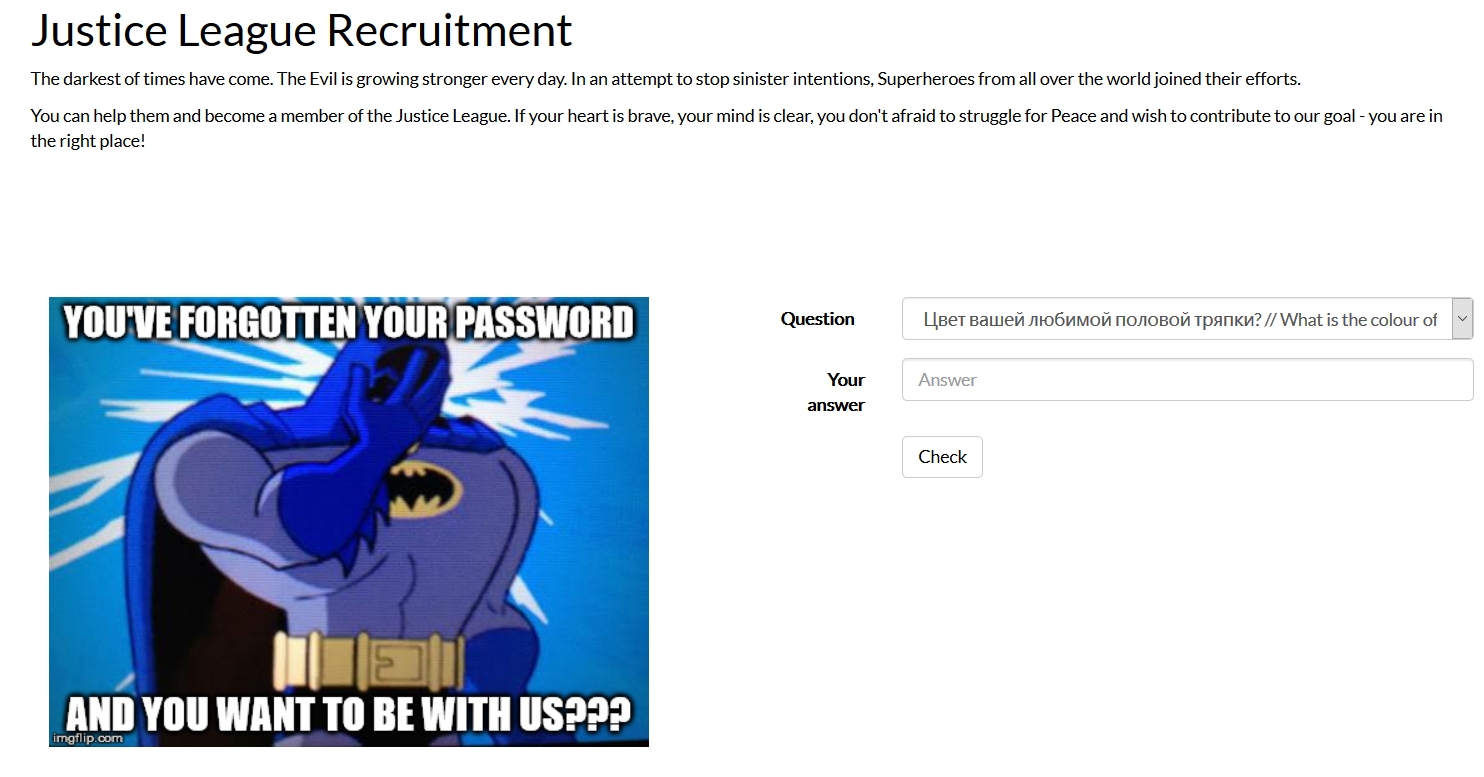 Justice League Recruitment
The darkest of times have come. The Evil is growing stronger every day. In an attempt to stop sinister intentions, Superheroes from all over the world joined their efforts.
You can help them and become a member of the Justice League. If your heart is brave, your mind is clear, you don't afraid to struggle for Peace and wish to contribute to our goal - you are in
the right place!
YOU'VE FORGOTTEN YOUR PASSWORD
AND YOU WANT TO BE WITH US???
imgflip.com
Question
Цвет вашей любимой половой тряпки? // What is the colour of
Your
answer
Answer
Check